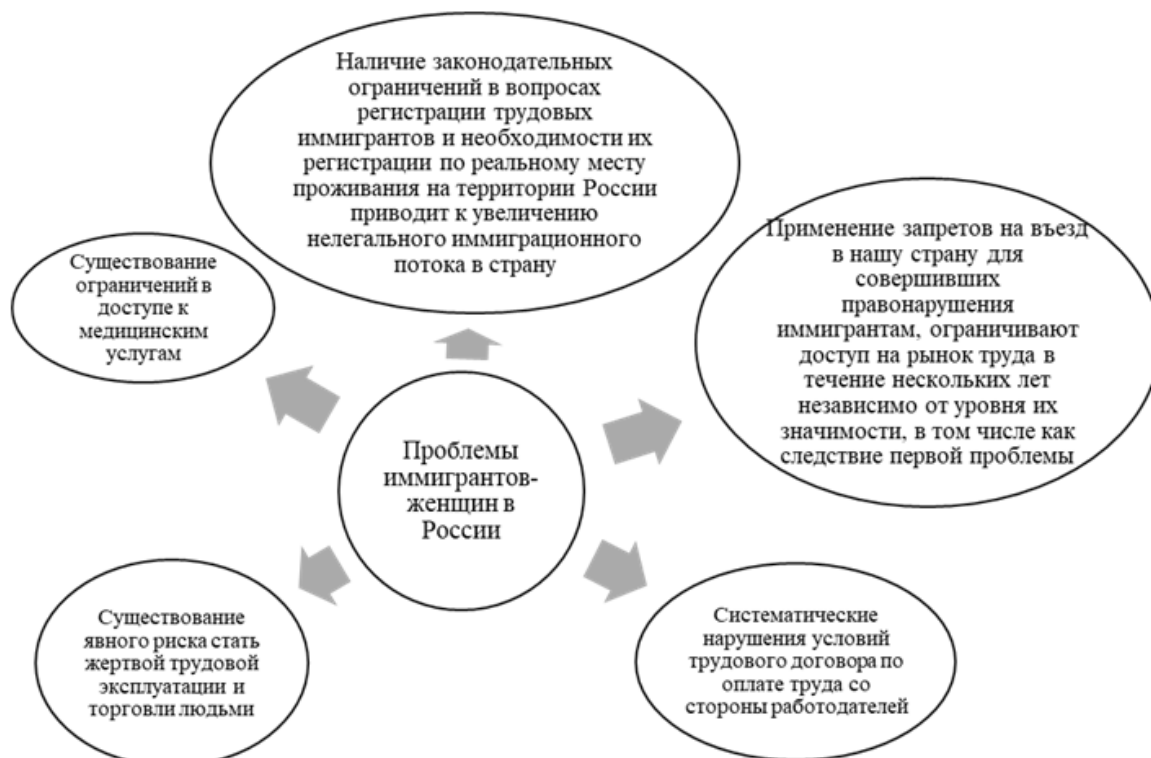 Наличие законодательных
ограничений в вопросах
регистрации трудовых
иммигрантов и необходимости их
регистрации по реальному месту
проживания на территории России
приводит к увеличению
нелегального иммиграционного
потока в страну
Применение запретов на въезд
в нашу страну для
совершивших
правонарушения
иммигрантам, ограничивают
доступ на рынок труда в
течение нескольких лет
независимо от уровня их
значимости, в том числе как
следствие первой проблемы
Существование
ограничений в
доступе к
медицинским
услугам
Проблемы
иммигрантов-
женщин в
России
Существование
явного риска стать
жертвой трудовой
эксплуатации и
торговли людьми
Систематические
нарушения условий
трудового договора по
оплате труда со
стороны работодателей